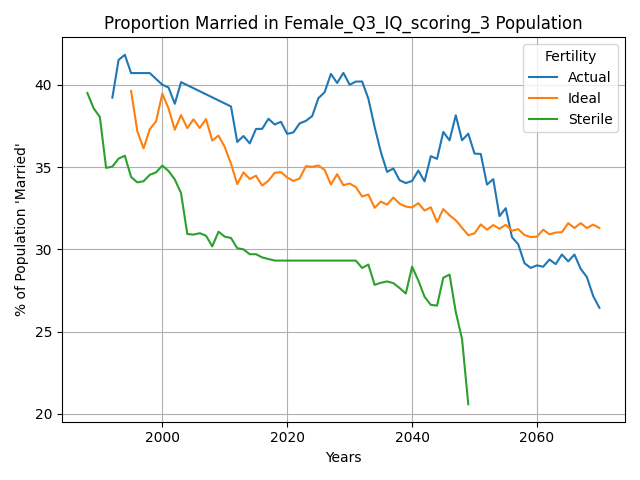 Proportion Married in Female_Q3_IQ_scoring_3 Population
% of Population 'Married'
40
35
30
25
20
2000
2020
2040
2060
Years
Fertility
Actual
Ideal
Sterile